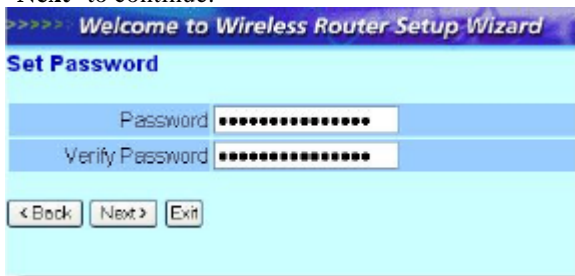 "Next" to continue.
>>>>> Welcome to Wireless Router Setup Wizard
Set Password
Password ●●●●●●●●●●●●●●●
Verify Password ●●●●●●●●●●●●●●●
< Back Next > Exit